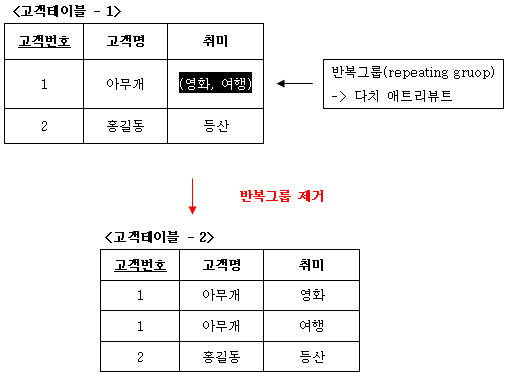 <고객테이블 - 1>
고객번호 고객명 취미
1 아무개 (영화, 여행)
2 홍길동 등산
반복그룹(repeating gruop)
-> 다치 애트리뷰트
반복그룹 제거
<고객테이블 - 2>
고객번호 고객명 취미
1 아무개 영화
1 아무개 여행
2 홍길동 등산